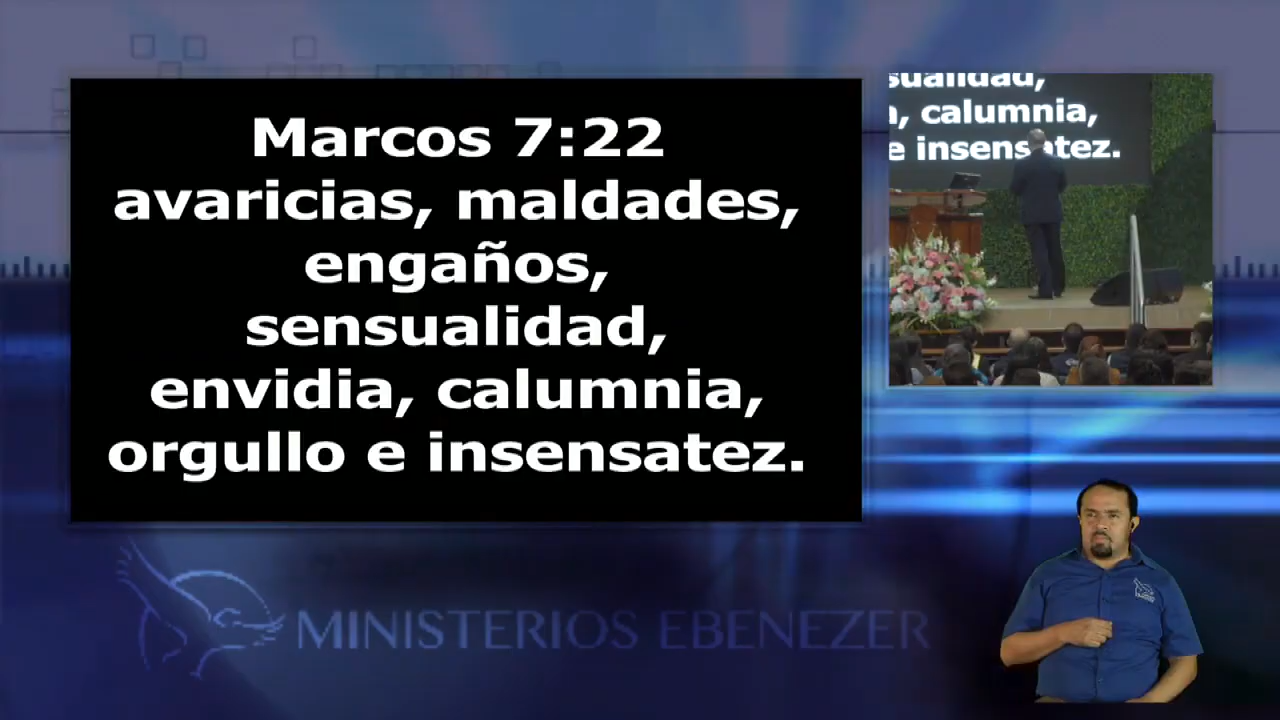 Marcos 7:22
avaricias, maldades,
engaños,
sensualidad,
envidia, calumnia,
orgullo e insensatez.
sualidad,
, calumnia,
e insensatez.
MINISTERIOS EBENEZER